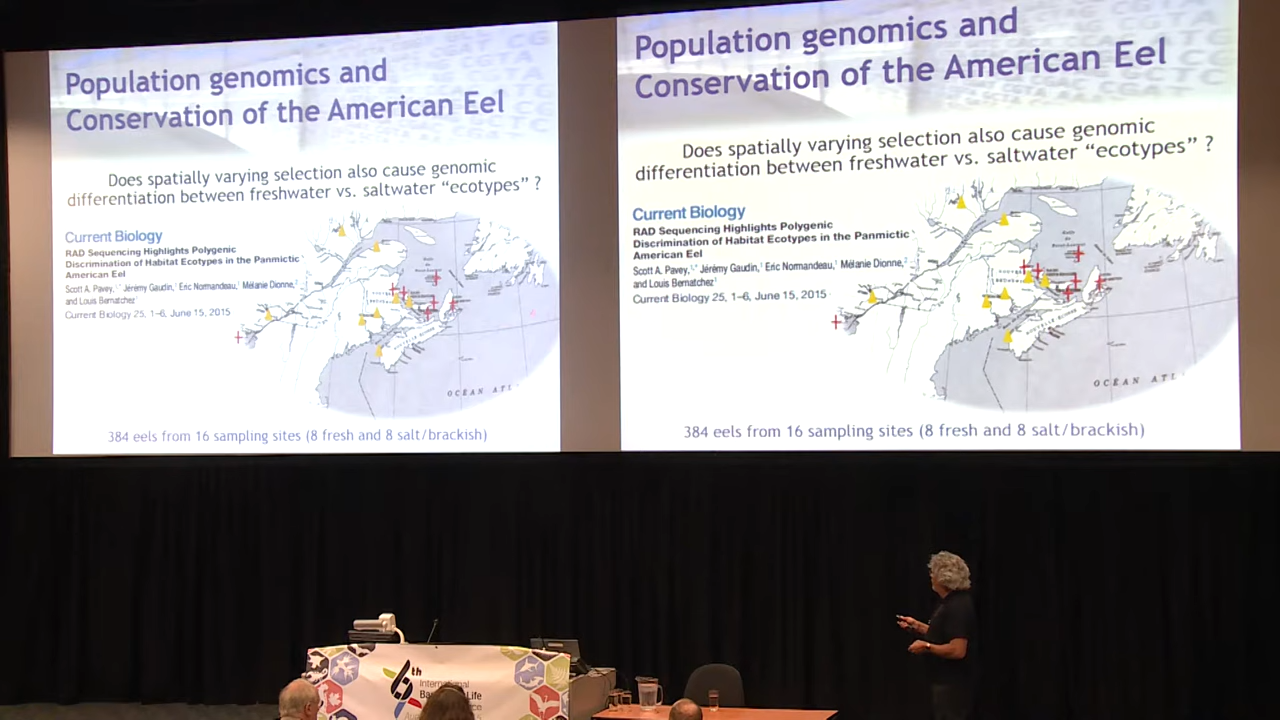 Population genomics and
Conservation of the American Eel
Does spatially varying selection also cause genomic
differentiation between freshwater vs. saltwater “ecotypes” ?
Current Biology
RAD Sequencing Highlights Polygenic
Discrimination of Habitat Ecotypes in the Panmictic
American Eel
Scott A. Pavey, Jérémy Gaudin, Eric Normandeau, Mélanie Dionne,
and Louis Bernatchez
Current Biology 25, 1–6, June 15, 2015
OCEAN ATL
384 eels from 16 sampling sites (8 fresh and 8 salt/brackish)
Population genomics and
Conservation of the American Eel
Does spatially varying selection also cause genomic
differentiation between freshwater vs. saltwater “ecotypes” ?
Current Biology
RAD Sequencing Highlights Polygenic
Discrimination of Habitat Ecotypes in the Panmictic
American Eel
Scott A. Pavey, Jérémy Gaudin, Eric Normandeau, Mélanie Dionne,
and Louis Bernatchez
Current Biology 25, 1–6, June 15, 2015
OCEAN ATL
384 eels from 16 sampling sites (8 fresh and 8 salt/brackish)
6th
International
Life